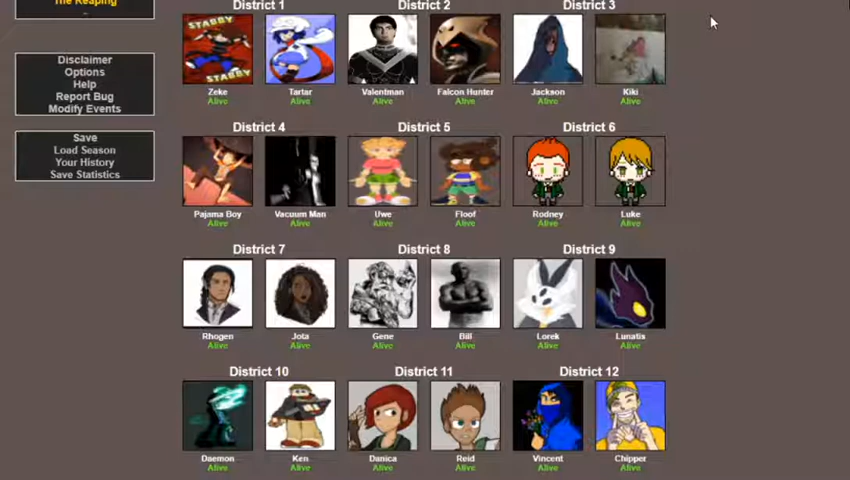 The Reaping
Disclaimer
Options
Help
Report Bug
Modify Events
Save
Load Season
Your History
Save Statistics
District 1 District 2 District 3
STABBY
STABBY
Zeke Tartar Valentman Falcon Hunter Jackson Kiki
Alive Alive Alive Alive Alive Alive
District 4 District 5 District 6
Pajama Boy Vacuum Man Uwe Floof Rodney Luke
Alive Alive Alive Alive Alive Alive
District 7 District 8 District 9
Rhogen Jota Gene Bill Lorek Lunatis
Alive Alive Alive Alive Alive Alive
District 10 District 11 District 12
Daemon Ken Danica Reid Vincent Chipper
Alive Alive Alive Alive Alive Alive